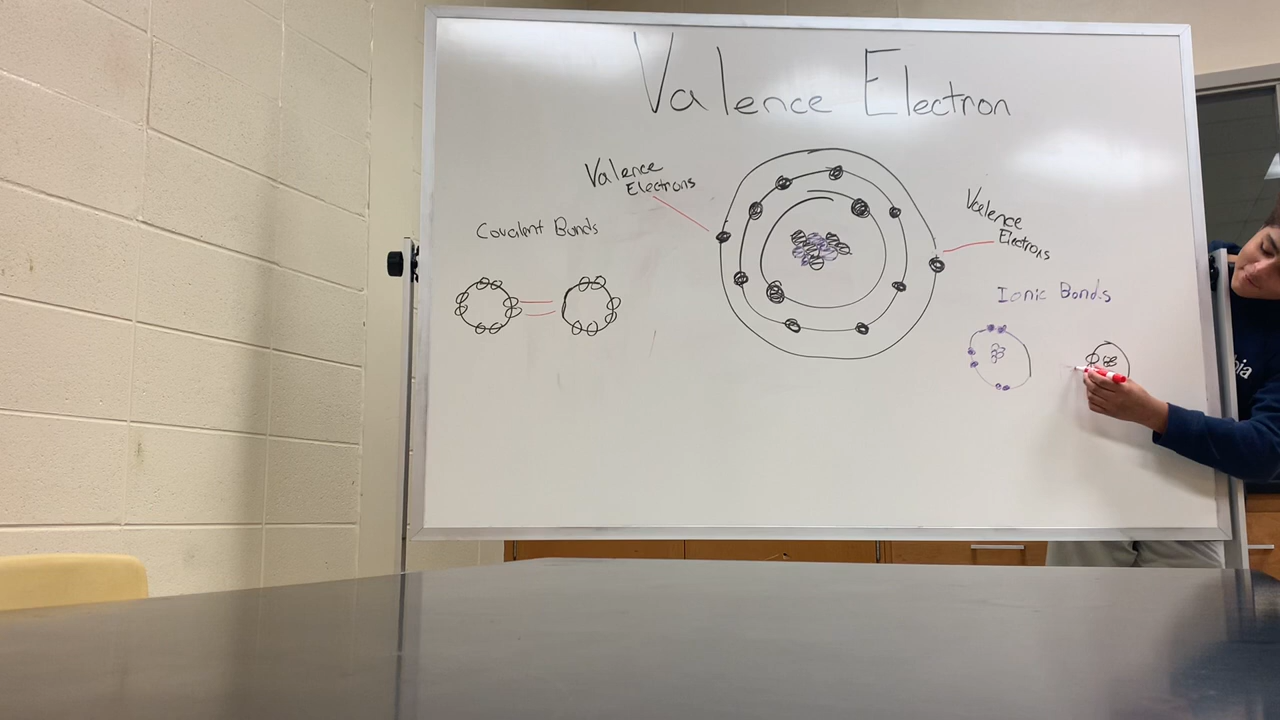 Valence Electron
Valence
Electrons
Valence
Electrons
Covalent Bonds
Ionic Bonds